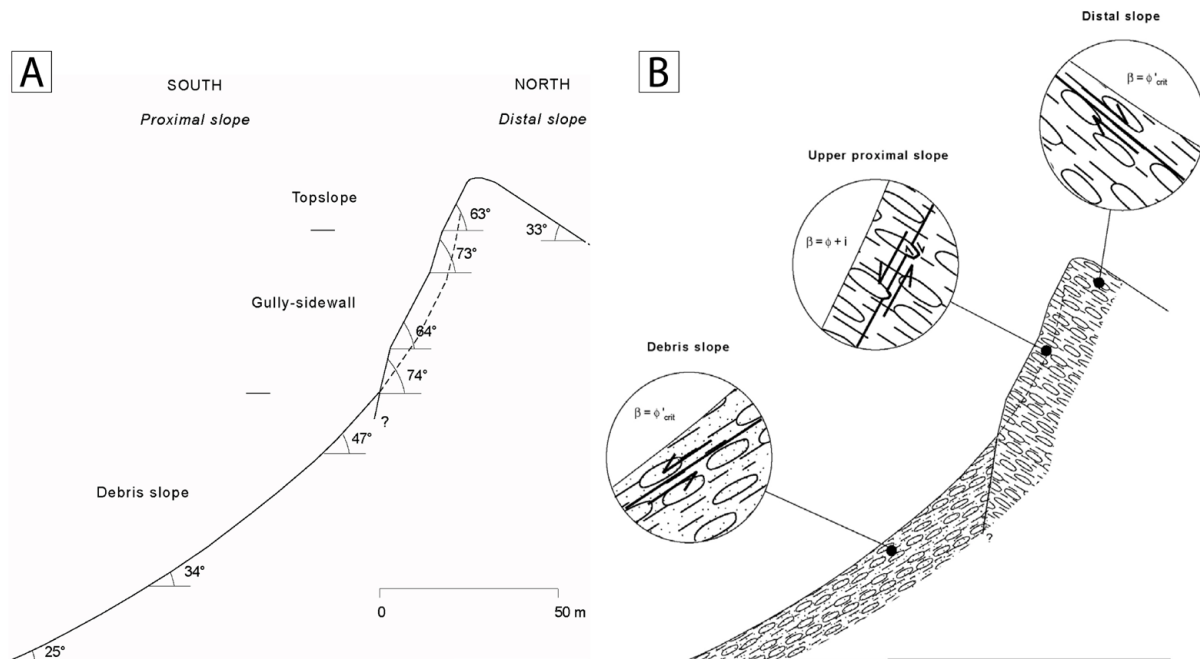 A
SOUTH
NORTH
Proximal slope
Distal slope
Topslope
63°
33°
73°
Gully-sidewall
64°
74°
?
47°
Debris slope
34°
0
50 m
25°
B
Distal slope
β = ϕ'crit
Upper proximal slope
β = ϕ + i
Debris slope
β = ϕ'crit
?